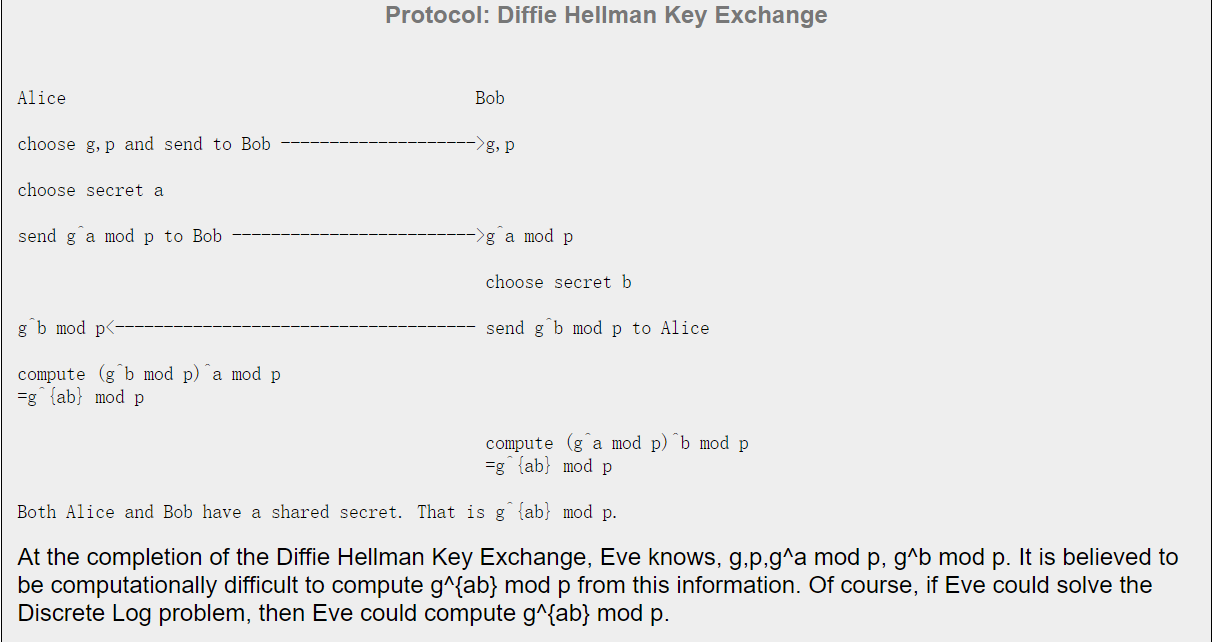 Protocol: Diffie Hellman Key Exchange
Alice Bob
choose g,p and send to Bob -------------------->g,p
choose secret a
send g^a mod p to Bob ------------------------->g^a mod p
choose secret b
g^b mod p<------------------------------------- send g^b mod p to Alice
compute (g^b mod p)^a mod p
=g^{ab} mod p
compute (g^a mod p)^b mod p
=g^{ab} mod p
Both Alice and Bob have a shared secret. That is g^{ab} mod p.
At the completion of the Diffie Hellman Key Exchange, Eve knows, g,p,g^a mod p, g^b mod p. It is believed to
be computationally difficult to compute g^{ab} mod p from this information. Of course, if Eve could solve the
Discrete Log problem, then Eve could compute g^{ab} mod p.